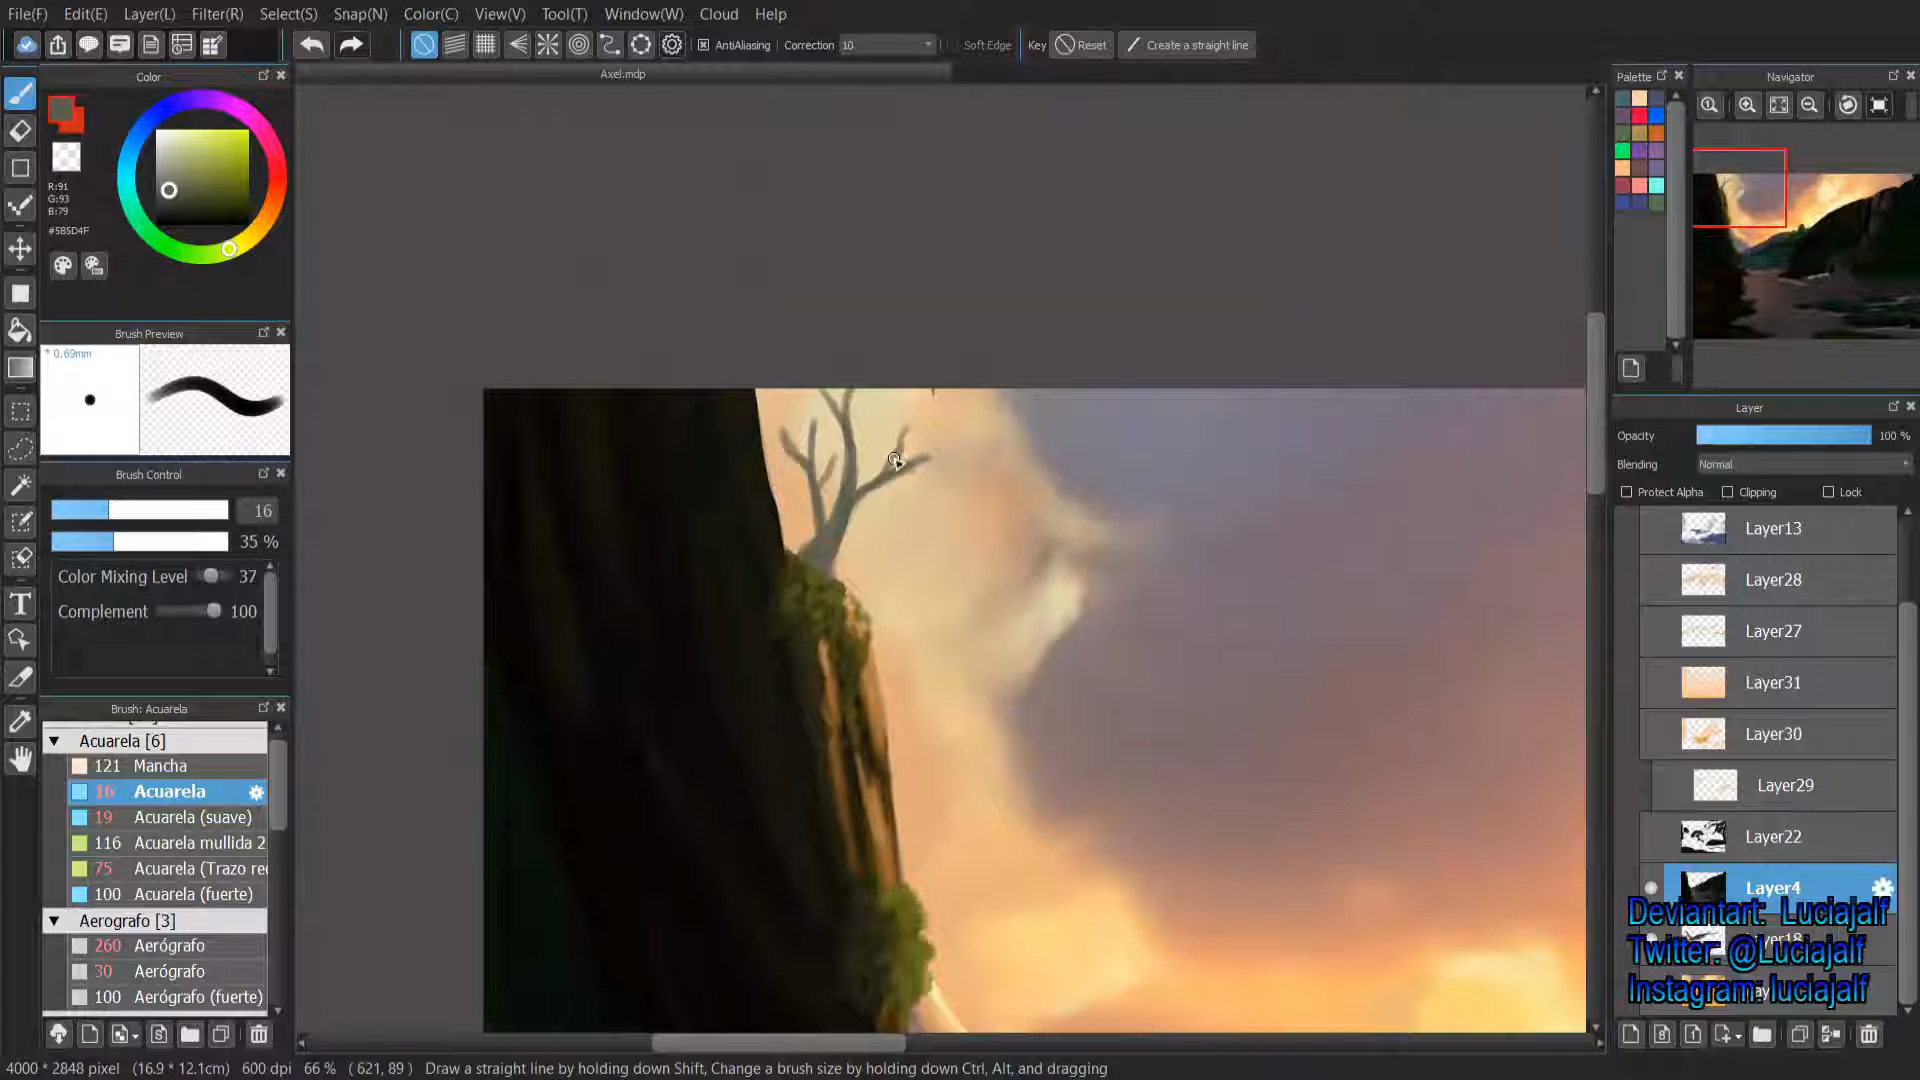 File(F) Edit(E) Layer(L) Filter(R) Select(S) Snap(N) Color(C) View(V) Tool(T) Window(W) Cloud Help
AntiAliasing Correction 10 Soft Edge Key Reset Create a straight line
Axel.mdp
Color
R:91
G:93
B:79
#5B5D4F
Brush Preview
* 0.69mm
Brush Control
16
35 %
Color Mixing Level 37
Complement 100
Brush: Acuarela
Acuarela [6]
121 Mancha
16 Acuarela
19 Acuarela (suave)
116 Acuarela mullida 2
75 Acuarela (Trazo rec
100 Acuarela (fuerte)
Aerografo [3]
260 Aerógrafo
30 Aerógrafo
100 Aerógrafo (fuerte)
4000 * 2848 pixel (16.9 * 12.1cm) 600 dpi 66 % ( 621, 89 ) Draw a straight line by holding down Shift, Change a brush size by holding down Ctrl, Alt, and dragging
Palette
Navigator
Layer
Opacity 100 %
Blending Normal
Protect Alpha Clipping Lock
Layer13
Layer28
Layer27
Layer31
Layer30
Layer29
Layer22
Layer4
Deviantart: Luciajalf
Layer18
Twitter: @Luciajalf
Instagram: luciajalf